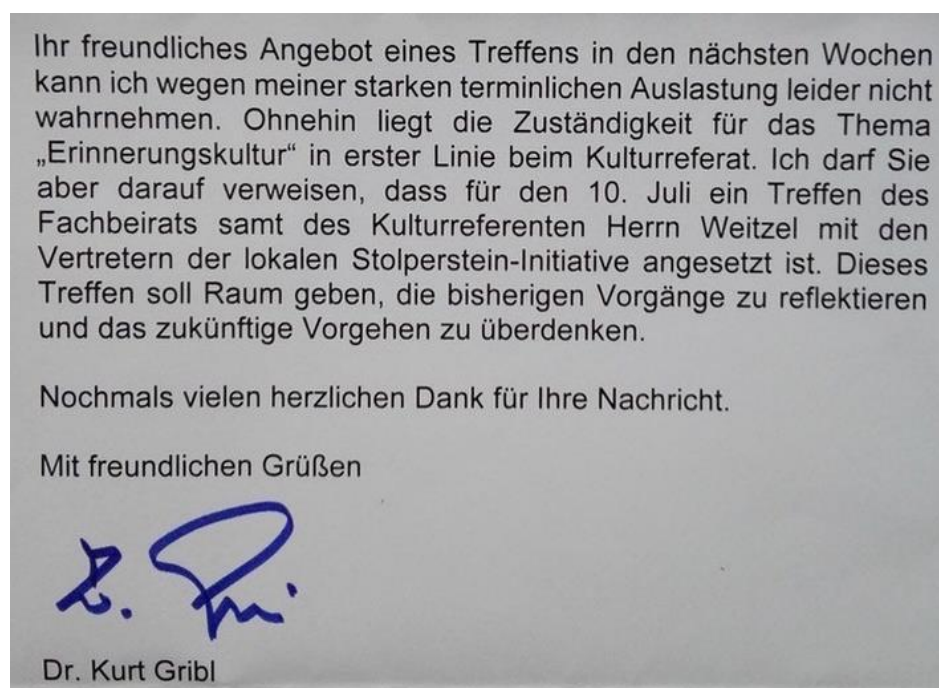 Ihr freundliches Angebot eines Treffens in den nächsten Wochen
kann ich wegen meiner starken terminlichen Auslastung leider nicht
wahrnehmen. Ohnehin liegt die Zuständigkeit für das Thema
„Erinnerungskultur“ in erster Linie beim Kulturreferat. Ich darf Sie
aber darauf verweisen, dass für den 10. Juli ein Treffen des
Fachbeirats samt des Kulturreferenten Herrn Weitzel mit den
Vertretern der lokalen Stolperstein-Initiative angesetzt ist. Dieses
Treffen soll Raum geben, die bisherigen Vorgänge zu reflektieren
und das zukünftige Vorgehen zu überdenken.
Nochmals vielen herzlichen Dank für Ihre Nachricht.
Mit freundlichen Grüßen
Dr. Kurt Gribl